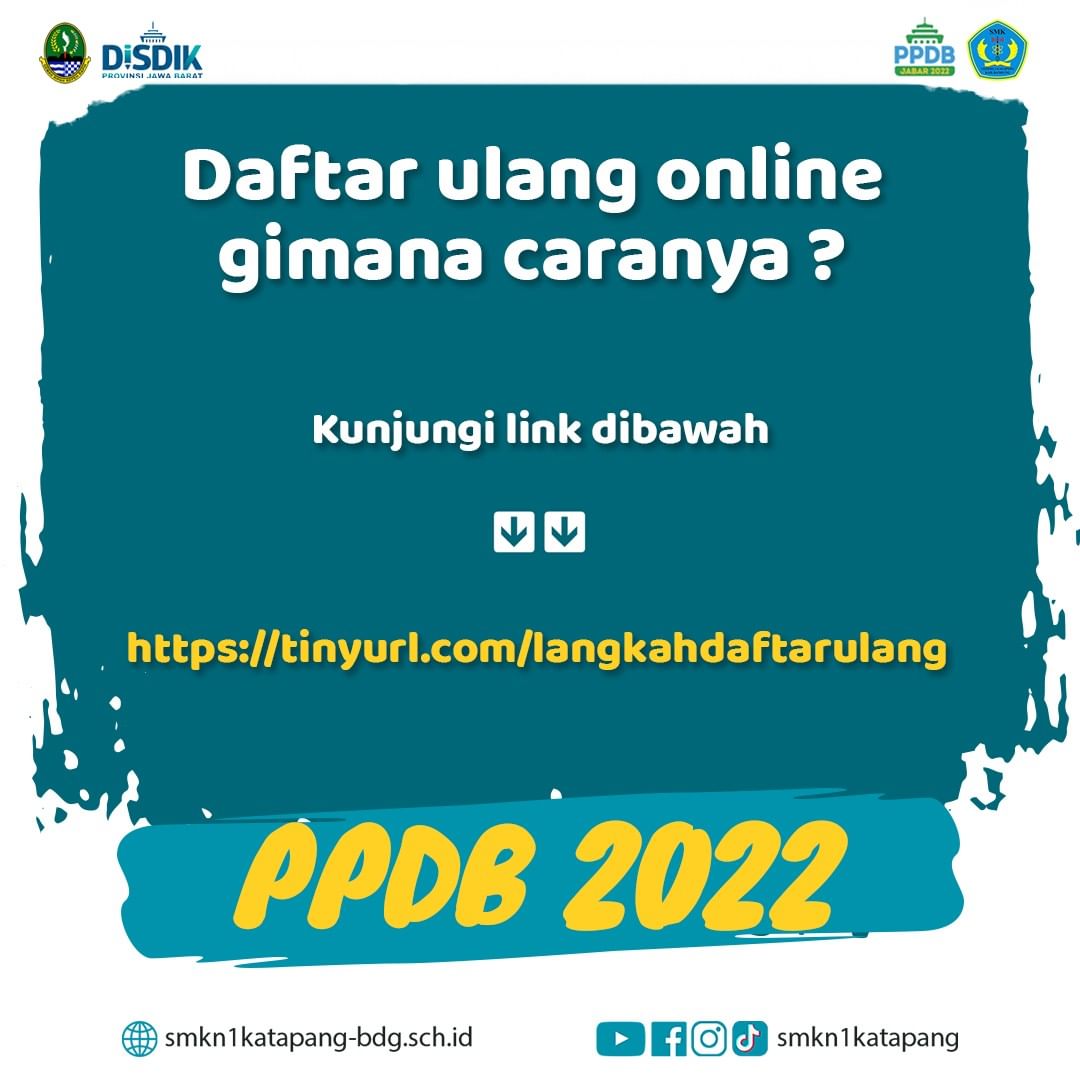 DISDIK
PROVINSI JAWA BARAT
PPDB
JABAR 2022
SMK
Daftar ulang online
gimana caranya ?
Kunjungi link dibawah
https://tinyurl.com/langkahdaftarulang
PPDB 2022
smkn1katapang-bdg.sch.id
smkn1katapang